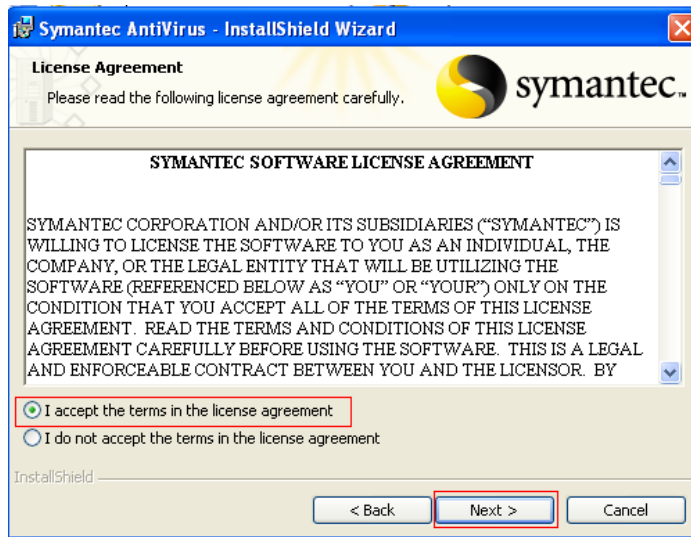 Symantec AntiVirus - InstallShield Wizard
License Agreement
Please read the following license agreement carefully.
symantec™
SYMANTEC SOFTWARE LICENSE AGREEMENT
SYMANTEC CORPORATION AND/OR ITS SUBSIDIARIES (“SYMANTEC”) IS
WILLING TO LICENSE THE SOFTWARE TO YOU AS AN INDIVIDUAL, THE
COMPANY, OR THE LEGAL ENTITY THAT WILL BE UTILIZING THE
SOFTWARE (REFERENCED BELOW AS “YOU” OR “YOUR”) ONLY ON THE
CONDITION THAT YOU ACCEPT ALL OF THE TERMS OF THIS LICENSE
AGREEMENT.  READ THE TERMS AND CONDITIONS OF THIS LICENSE
AGREEMENT CAREFULLY BEFORE USING THE SOFTWARE.  THIS IS A LEGAL
AND ENFORCEABLE CONTRACT BETWEEN YOU AND THE LICENSOR.  BY
I accept the terms in the license agreement
I do not accept the terms in the license agreement
InstallShield
< Back Next > Cancel